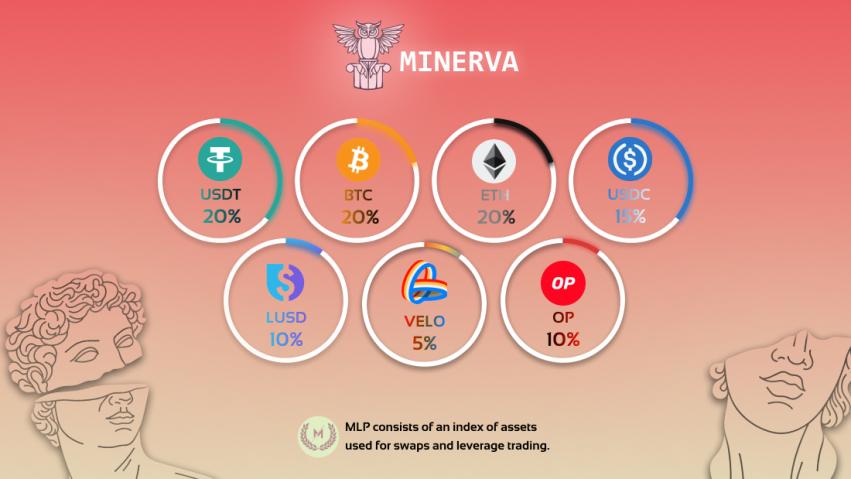 MINERVA
USDT
20%
BTC
20%
ETH
20%
USDC
15%
LUSD
10%
VELO
5%
OP
OP
10%
M
MLP consists of an index of assets
used for swaps and leverage trading.